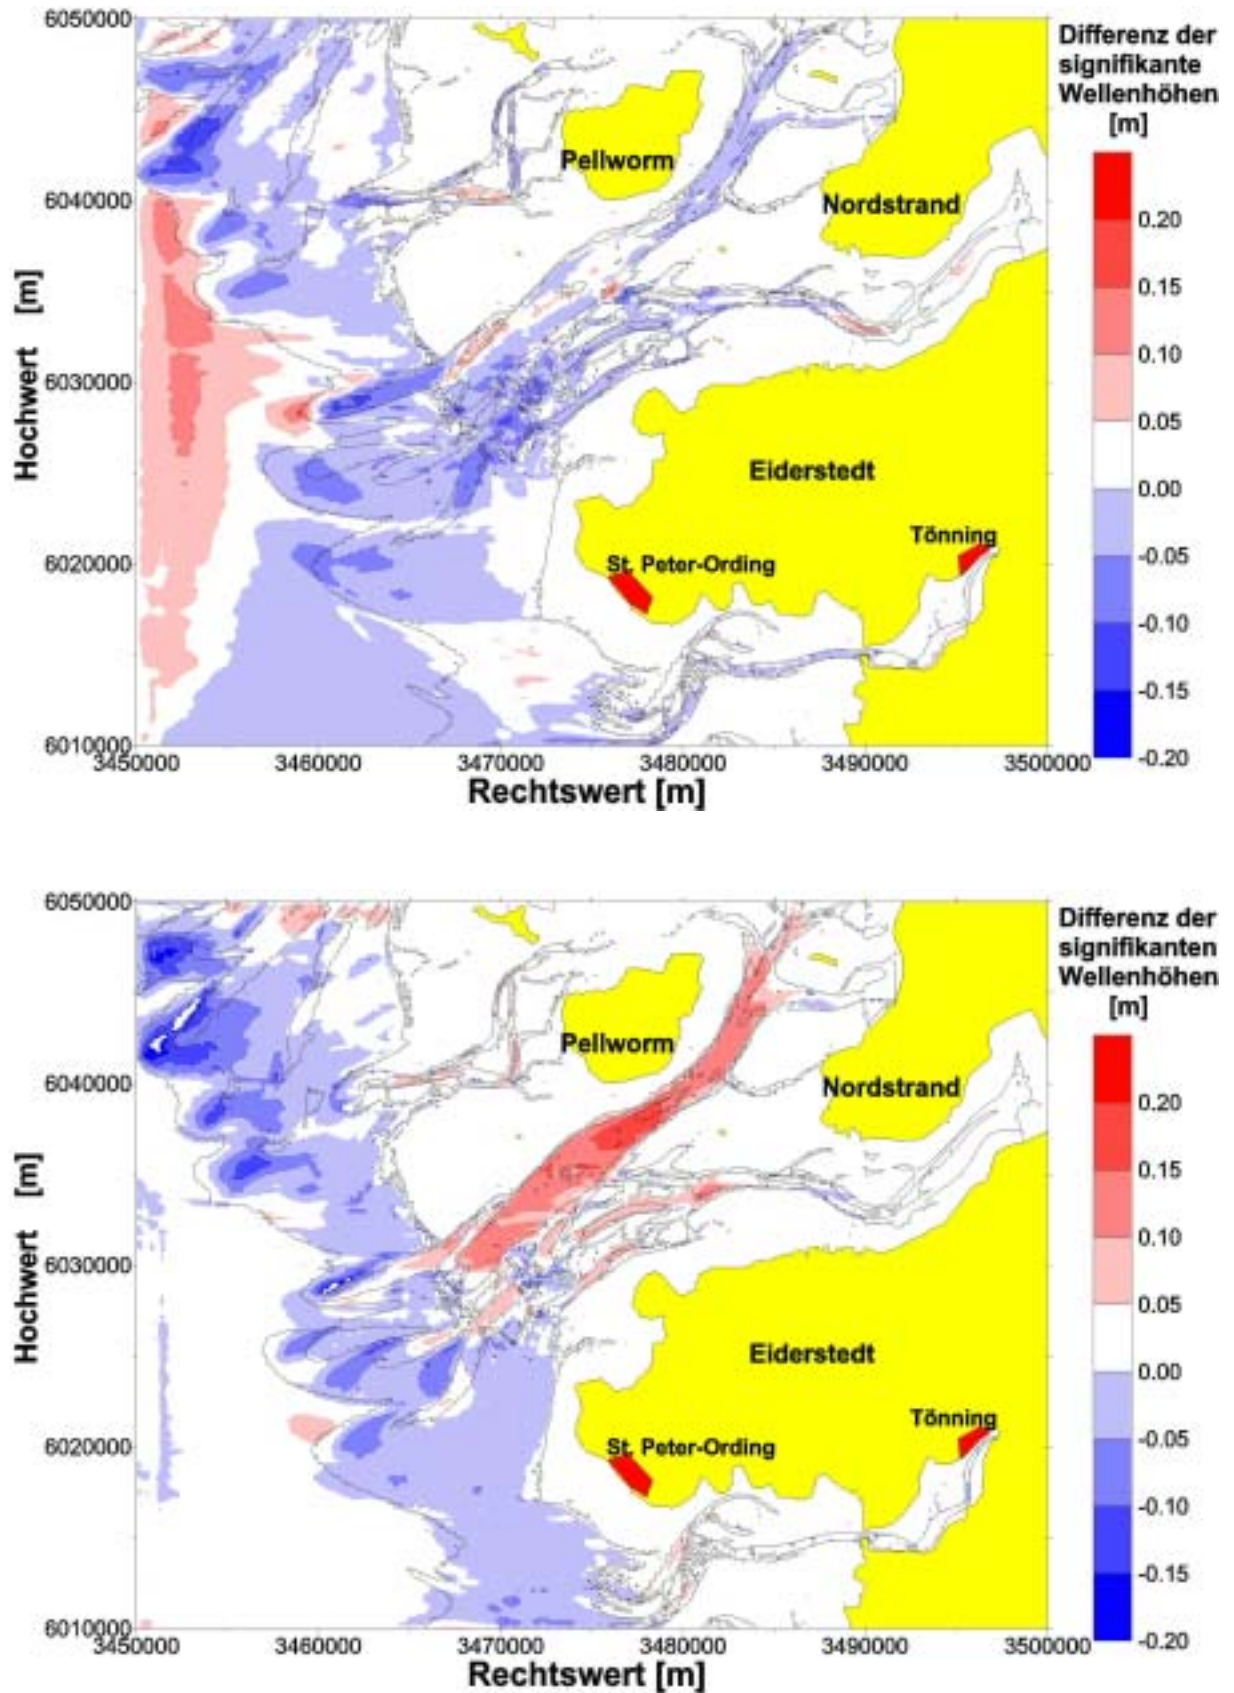 6050000
6040000
6030000
6020000
6010000
Hochwert [m]
3450000 3460000 3470000 3480000 3490000 3500000
Rechtswert [m]
Pellworm
Nordstrand
Eiderstedt
Tönning
St. Peter-Ording
Differenz der
signifikante
Wellenhöhen
[m]
0.20
0.15
0.10
0.05
0.00
-0.05
-0.10
-0.15
-0.20
6050000
6040000
6030000
6020000
6010000
Hochwert [m]
3450000 3460000 3470000 3480000 3490000 3500000
Rechtswert [m]
Pellworm
Nordstrand
Eiderstedt
Tönning
St. Peter-Ording
Differenz der
signifikanten
Wellenhöhen
[m]
0.20
0.15
0.10
0.05
0.00
-0.05
-0.10
-0.15
-0.20